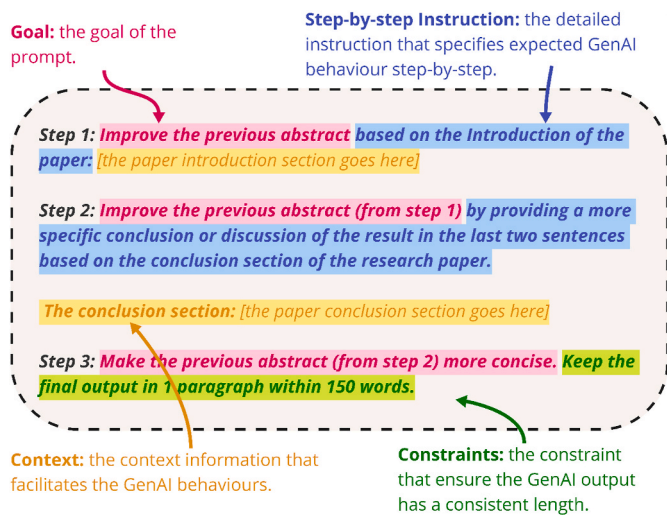 Goal: the goal of the
prompt.
Step-by-step Instruction: the detailed
instruction that specifies expected GenAI
behaviour step-by-step.
Step 1: Improve the previous abstract based on the Introduction of the
paper: [the paper introduction section goes here]
Step 2: Improve the previous abstract (from step 1) by providing a more
specific conclusion or discussion of the result in the last two sentences
based on the conclusion section of the research paper.
The conclusion section: [the paper conclusion section goes here]
Step 3: Make the previous abstract (from step 2) more concise. Keep the
final output in 1 paragraph within 150 words.
Context: the context information that
facilitates the GenAI behaviours.
Constraints: the constraint
that ensure the GenAI output
has a consistent length.